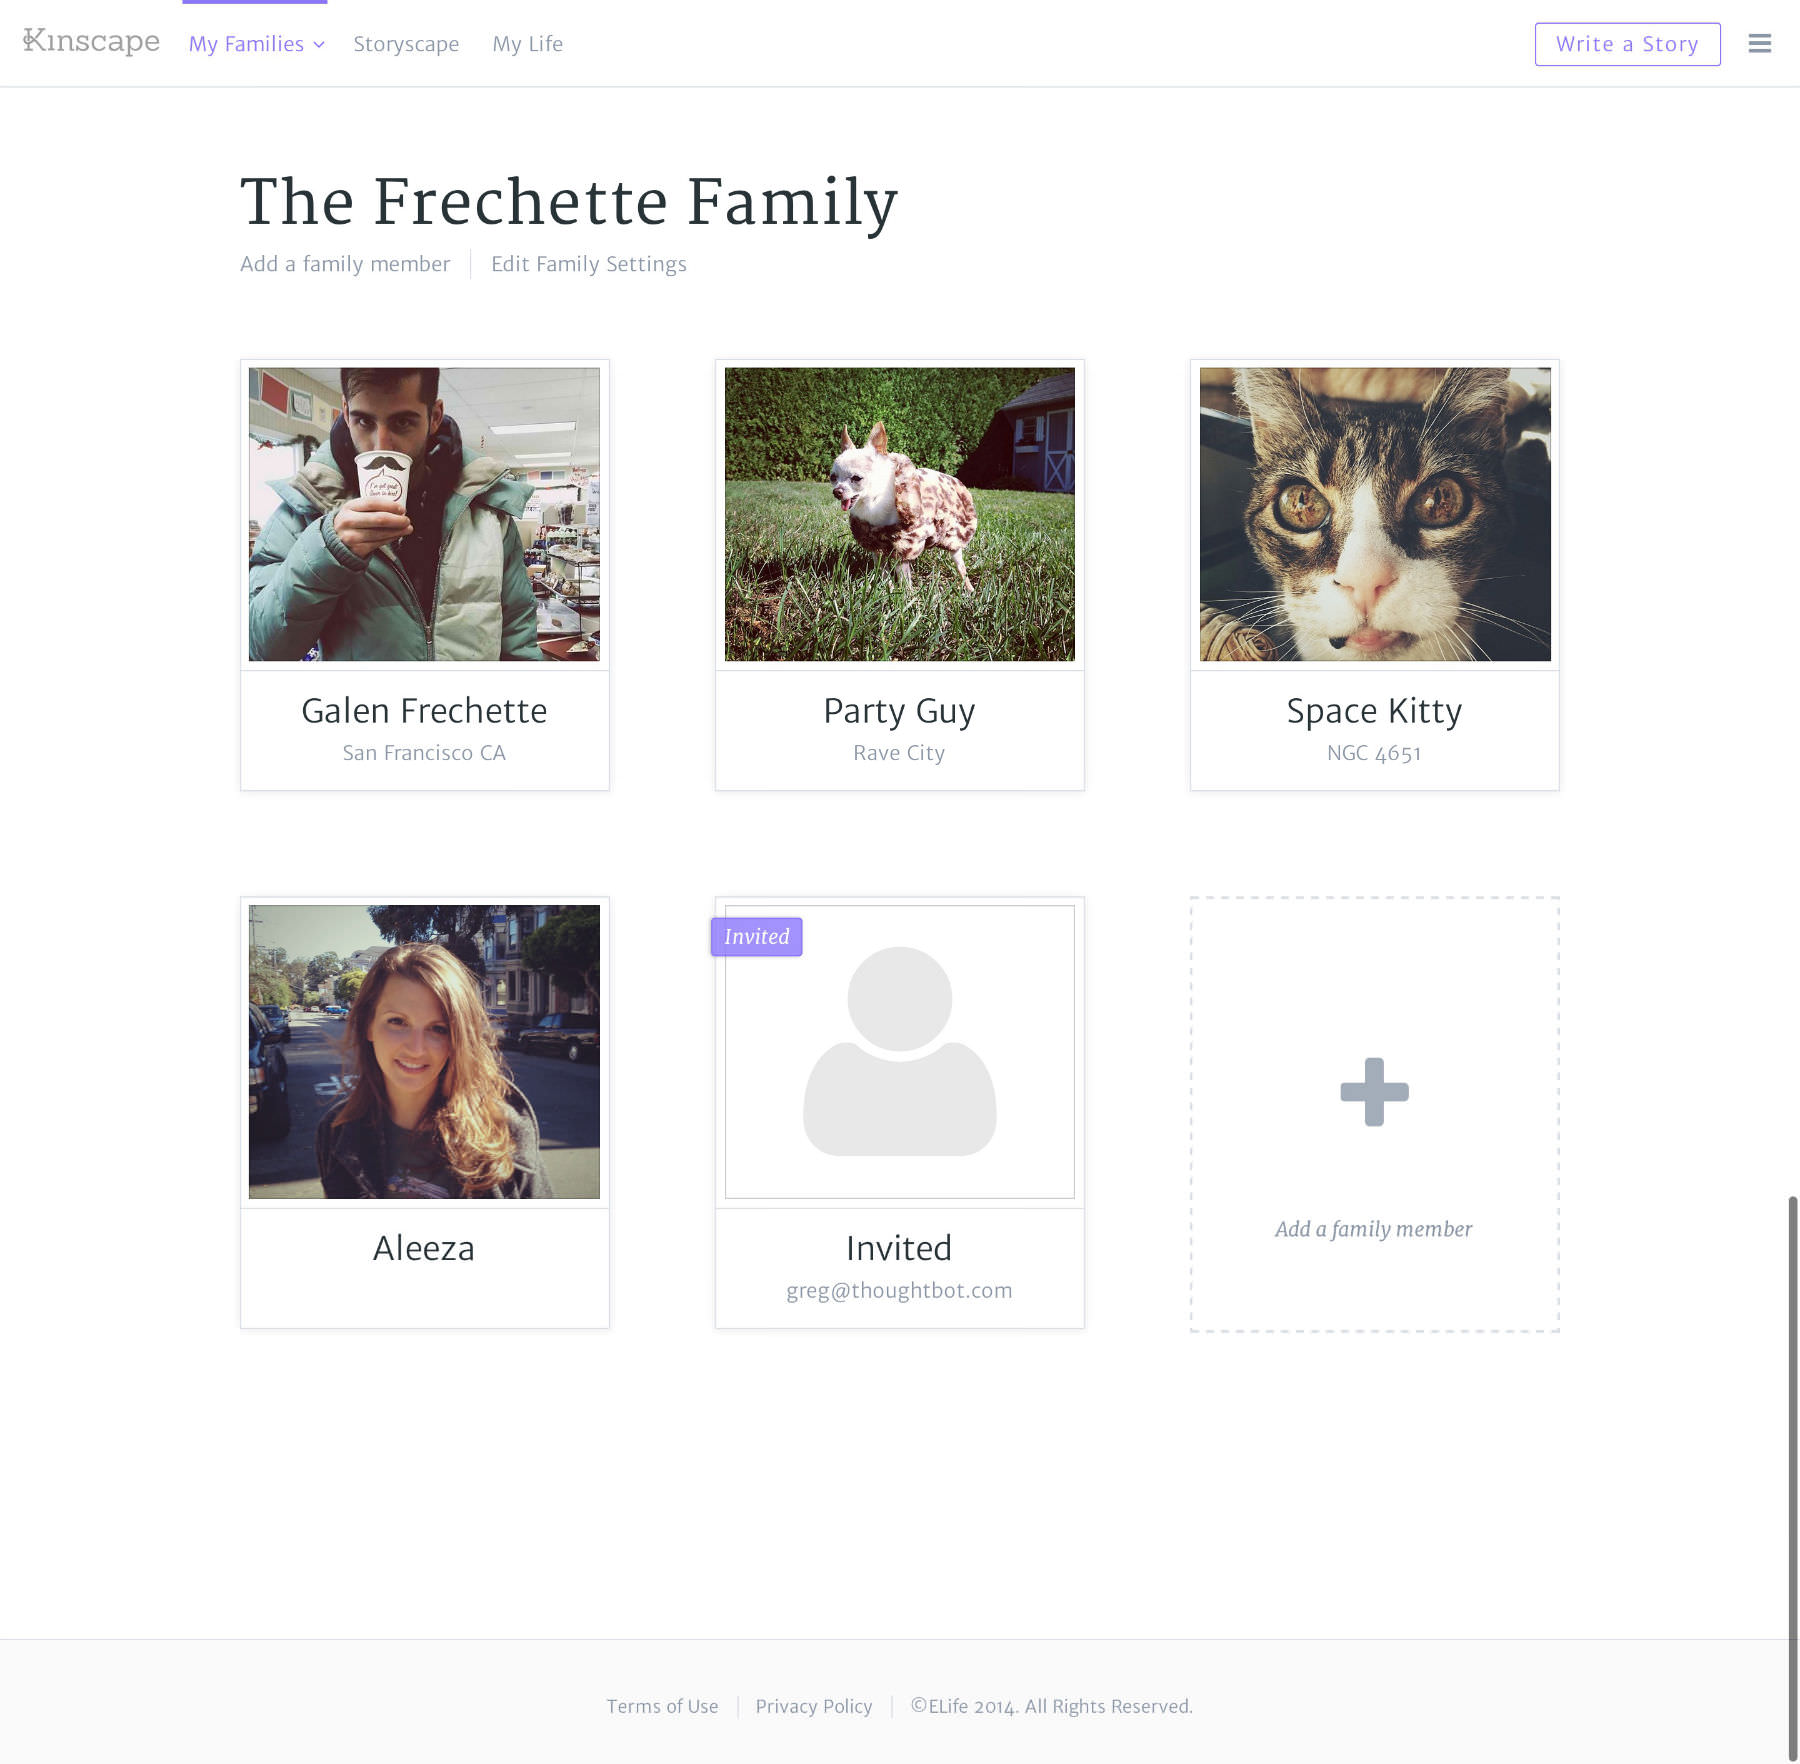 Kinscape
My Families
Storyscape
My Life
Write a Story
The Frechette Family
Add a family member
Edit Family Settings
Galen Frechette
San Francisco CA
Party Guy
Rave City
Space Kitty
NGC 4651
Aleeza
Invited
Invited
greg@thoughtbot.com
Add a family member
Terms of Use
Privacy Policy
©ELife 2014. All Rights Reserved.